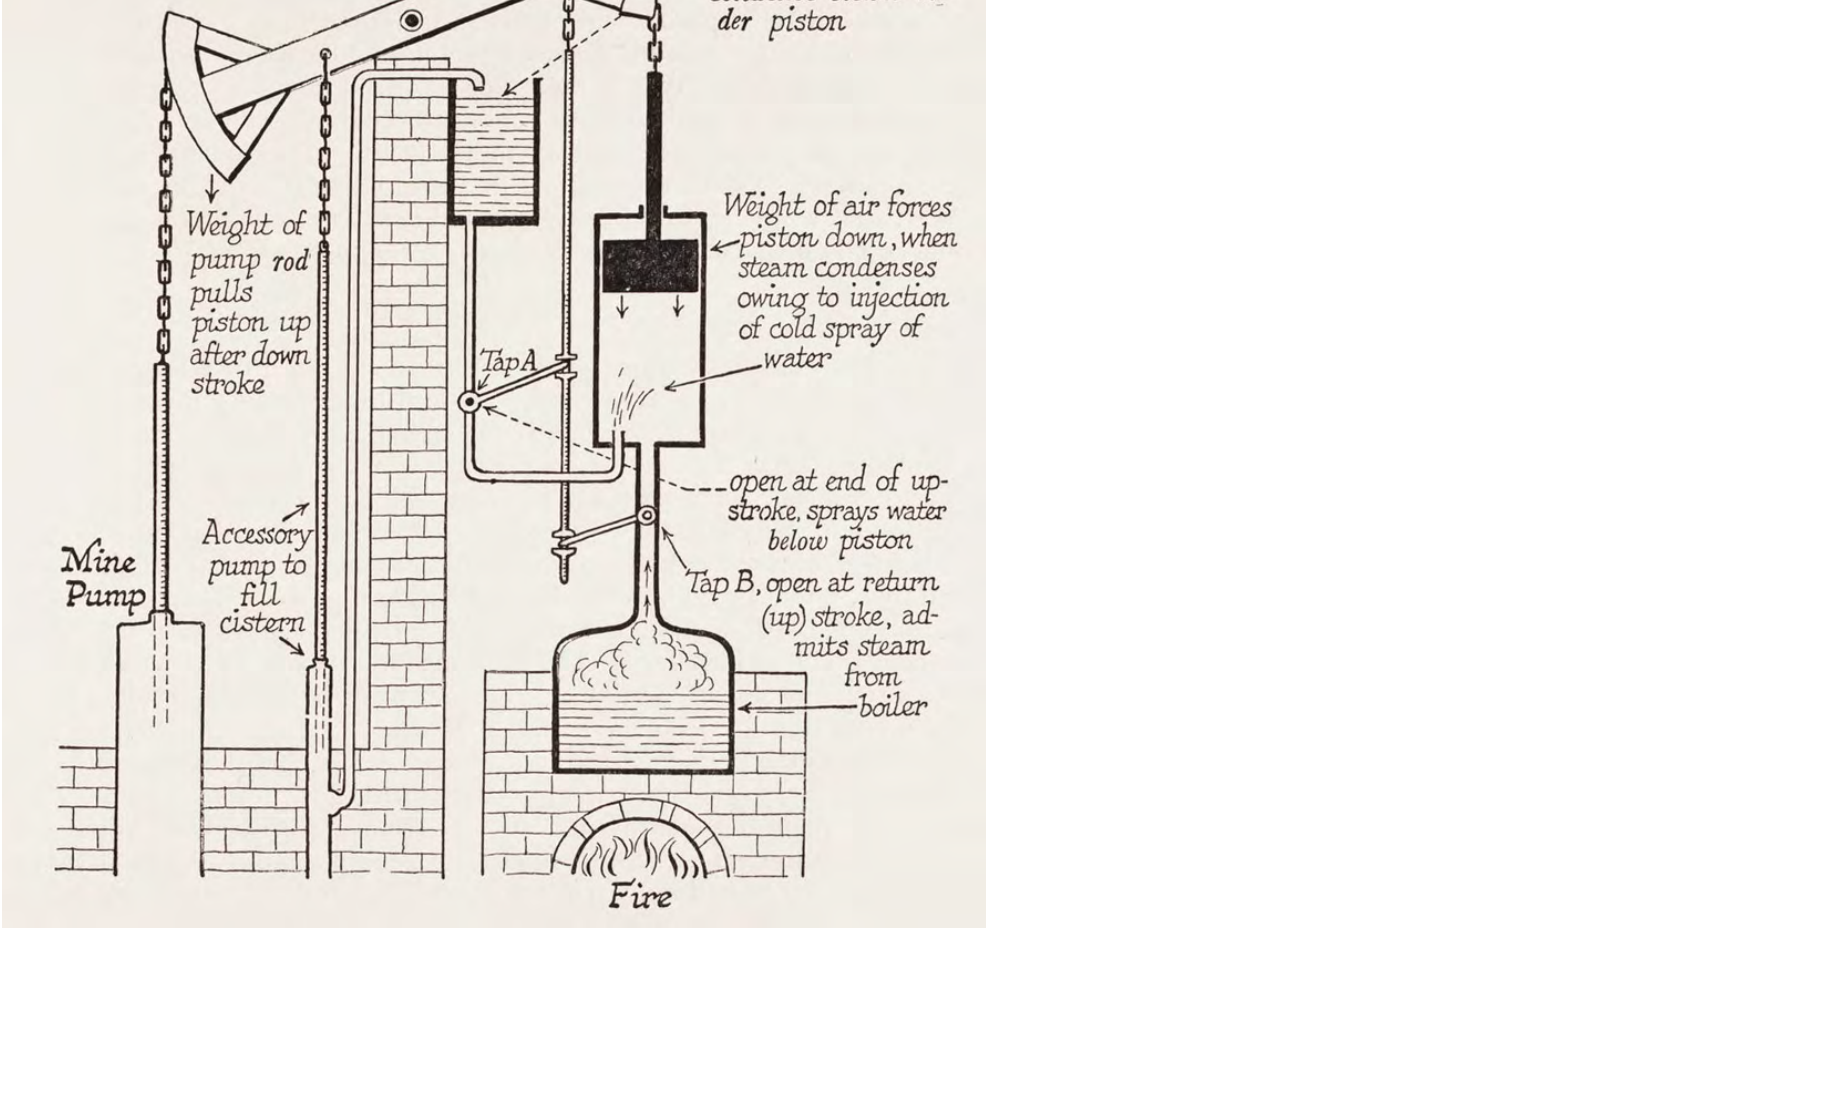 der piston
Weight of
pump rod
pulls
piston up
after down
stroke
Weight of air forces
piston down, when
steam condenses
owing to injection
of cold spray of
water
Tap A
open at end of up-
stroke, sprays water
below piston
Accessory
pump to
fill
cistern
Mine
Pump
Tap B, open at return
(up) stroke, ad-
mits steam
from
boiler
Fire